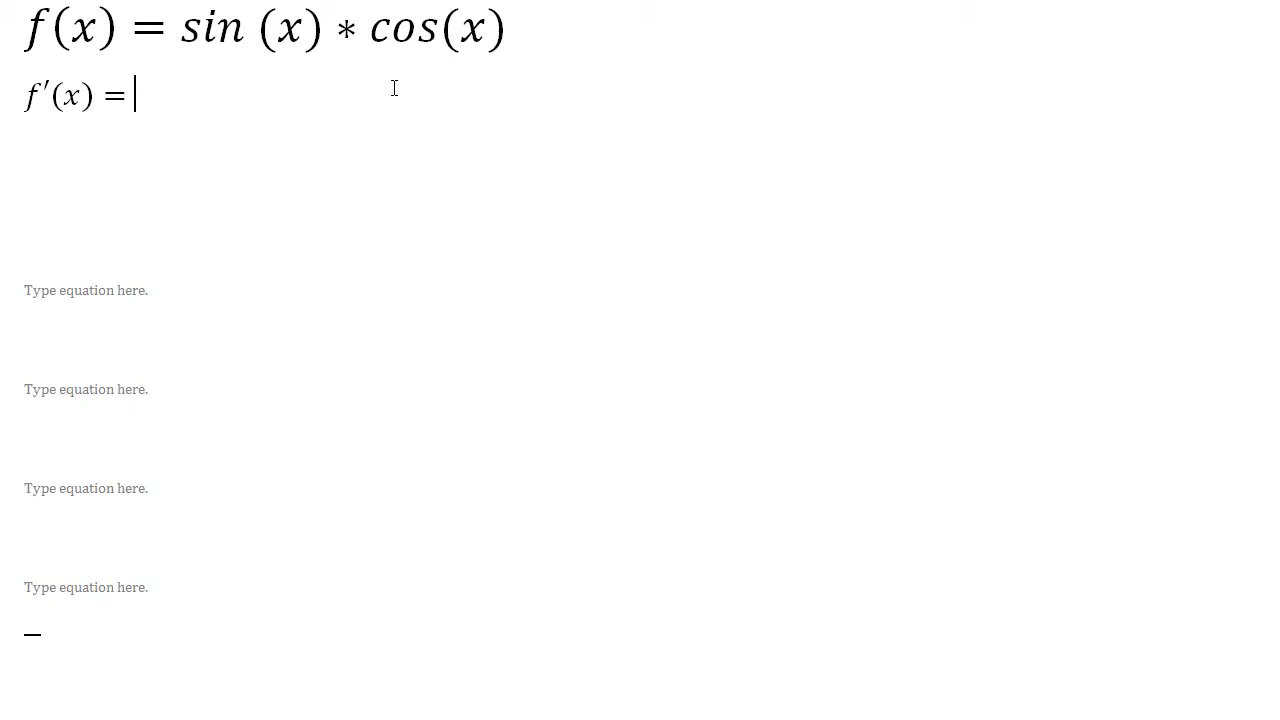 f(x) = sin (x) * cos(x)
f'(x) =
Type equation here.
Type equation here.
Type equation here.
Type equation here.